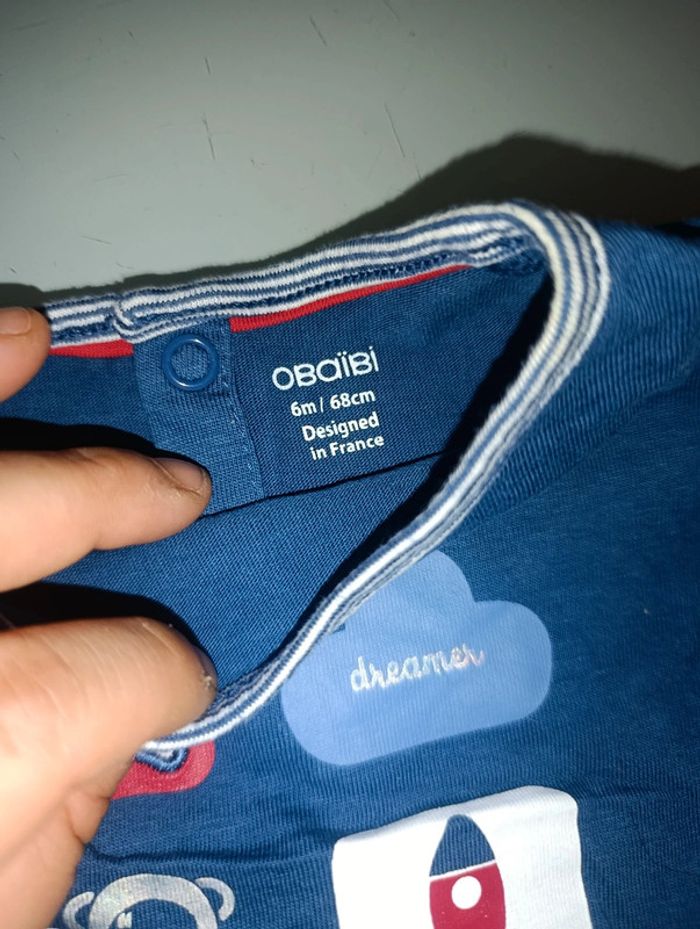 OBaïBi
6m / 68cm
Designed
in France
dreamer